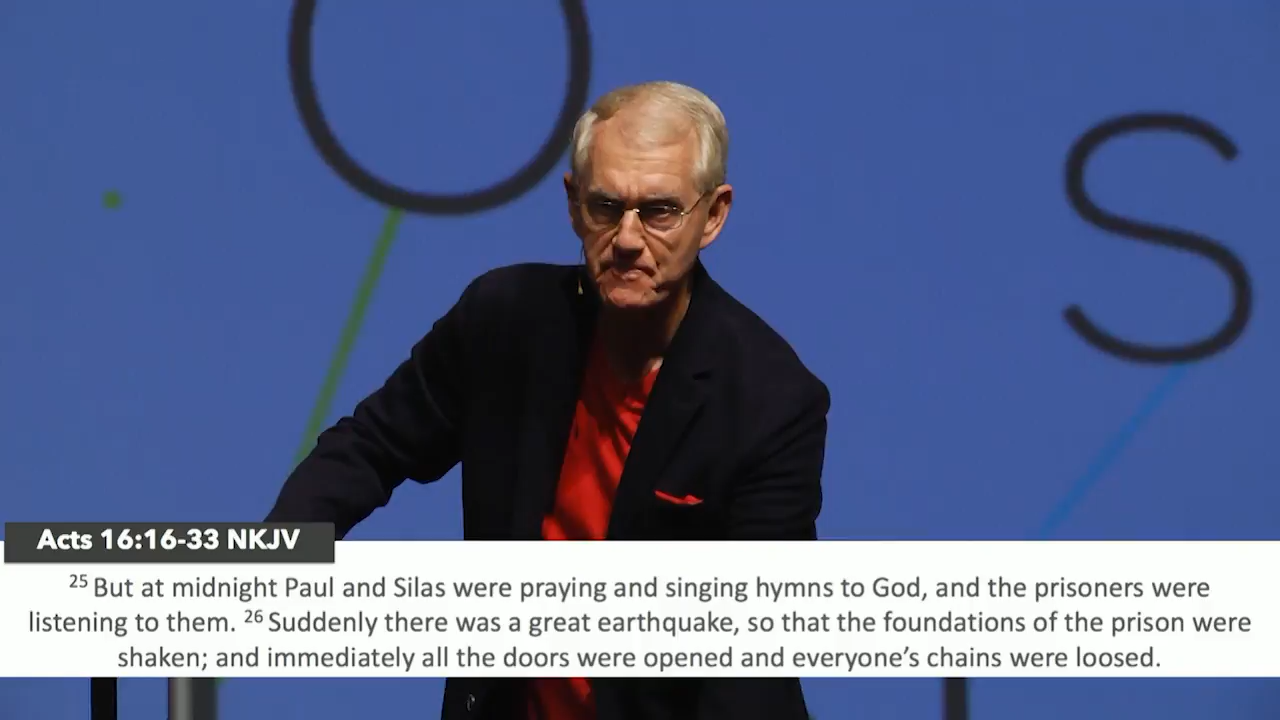 O
S
Acts 16:16-33 NKJV
25 But at midnight Paul and Silas were praying and singing hymns to God, and the prisoners were
listening to them. 26 Suddenly there was a great earthquake, so that the foundations of the prison were
shaken; and immediately all the doors were opened and everyone’s chains were loosed.